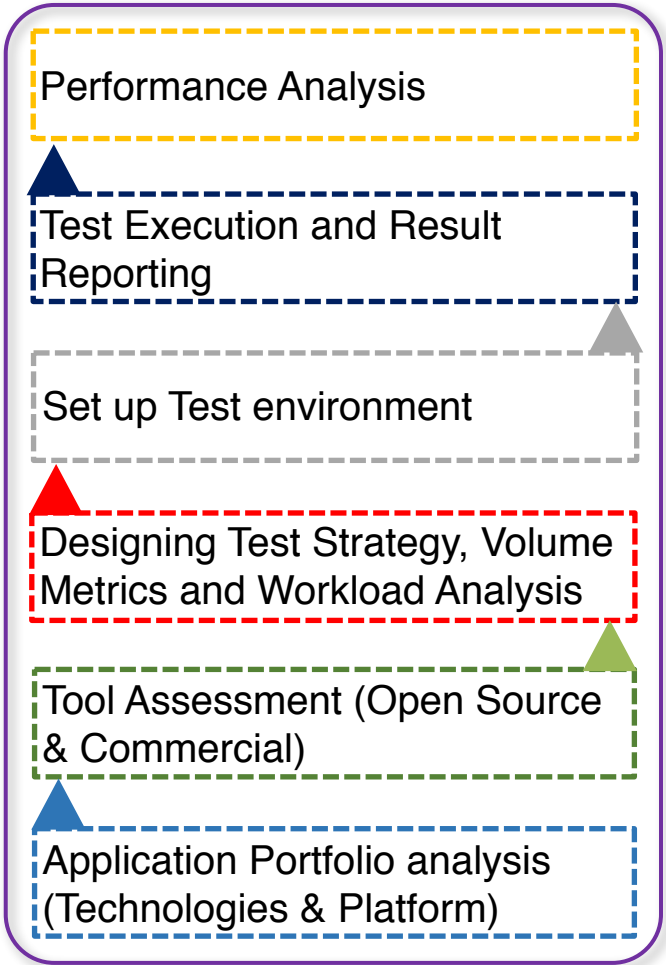 Performance Analysis
Test Execution and Result
Reporting
Set up Test environment
Designing Test Strategy, Volume
Metrics and Workload Analysis
Tool Assessment (Open Source
& Commercial)
Application Portfolio analysis
(Technologies & Platform)